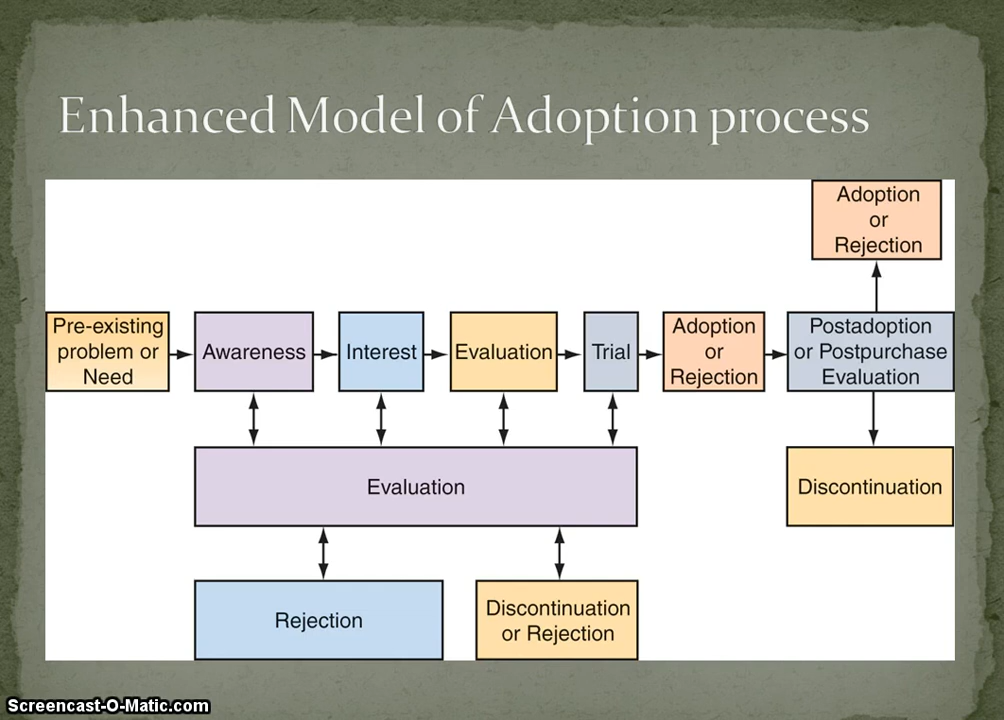 Enhanced Model of Adoption process
Adoption
or
Rejection
Pre-existing
problem or
Need
Awareness
Interest
Evaluation
Trial
Adoption
or
Rejection
Postadoption
or Postpurchase
Evaluation
Evaluation
Discontinuation
Rejection
Discontinuation
or Rejection
Screencast-O-Matic.com